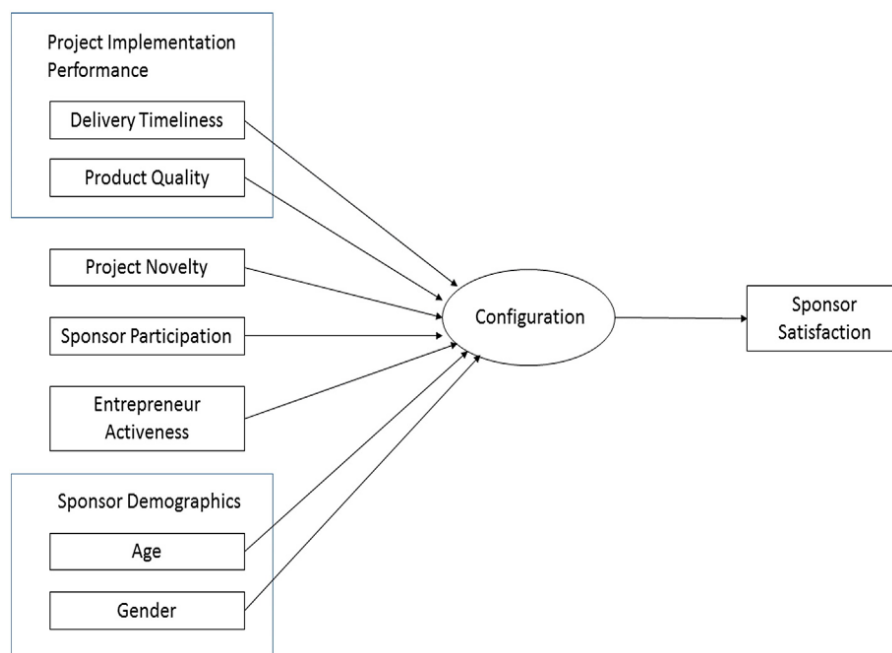 Project Implementation
Performance
Delivery Timeliness
Product Quality
Project Novelty
Sponsor Participation
Entrepreneur
Activeness
Sponsor Demographics
Age
Gender
Configuration
Sponsor
Satisfaction